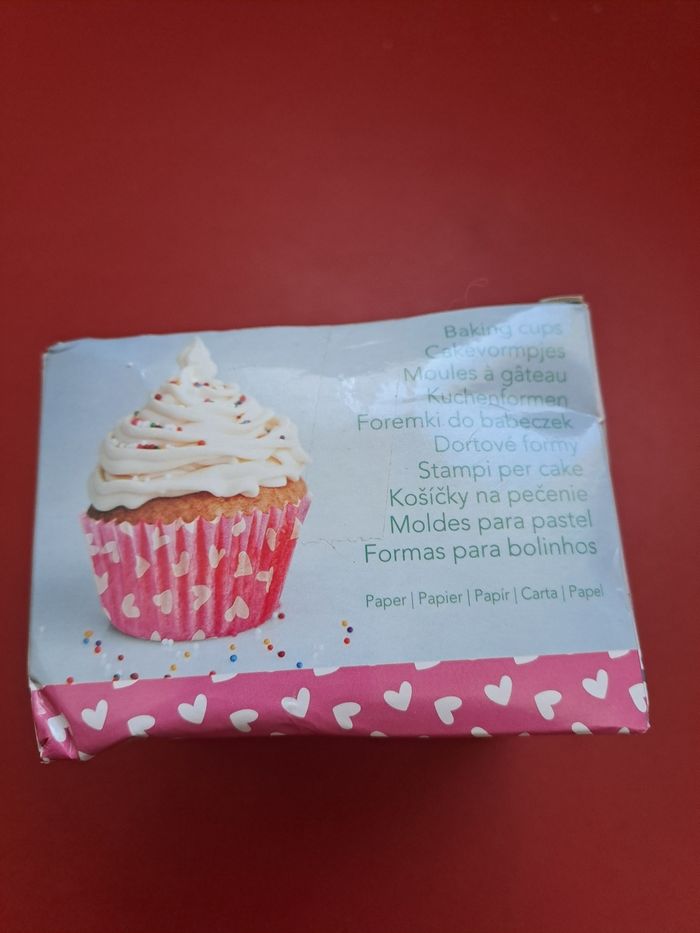 Baking cups
Cakevormpjes
Moules à gâteau
Kuchenformen
Foremki do babeczek
Dortové formy
Stampi per cake
Košíčky na pečenie
Moldes para pastel
Formas para bolinhos
Paper | Papier | Papír | Carta | Papel